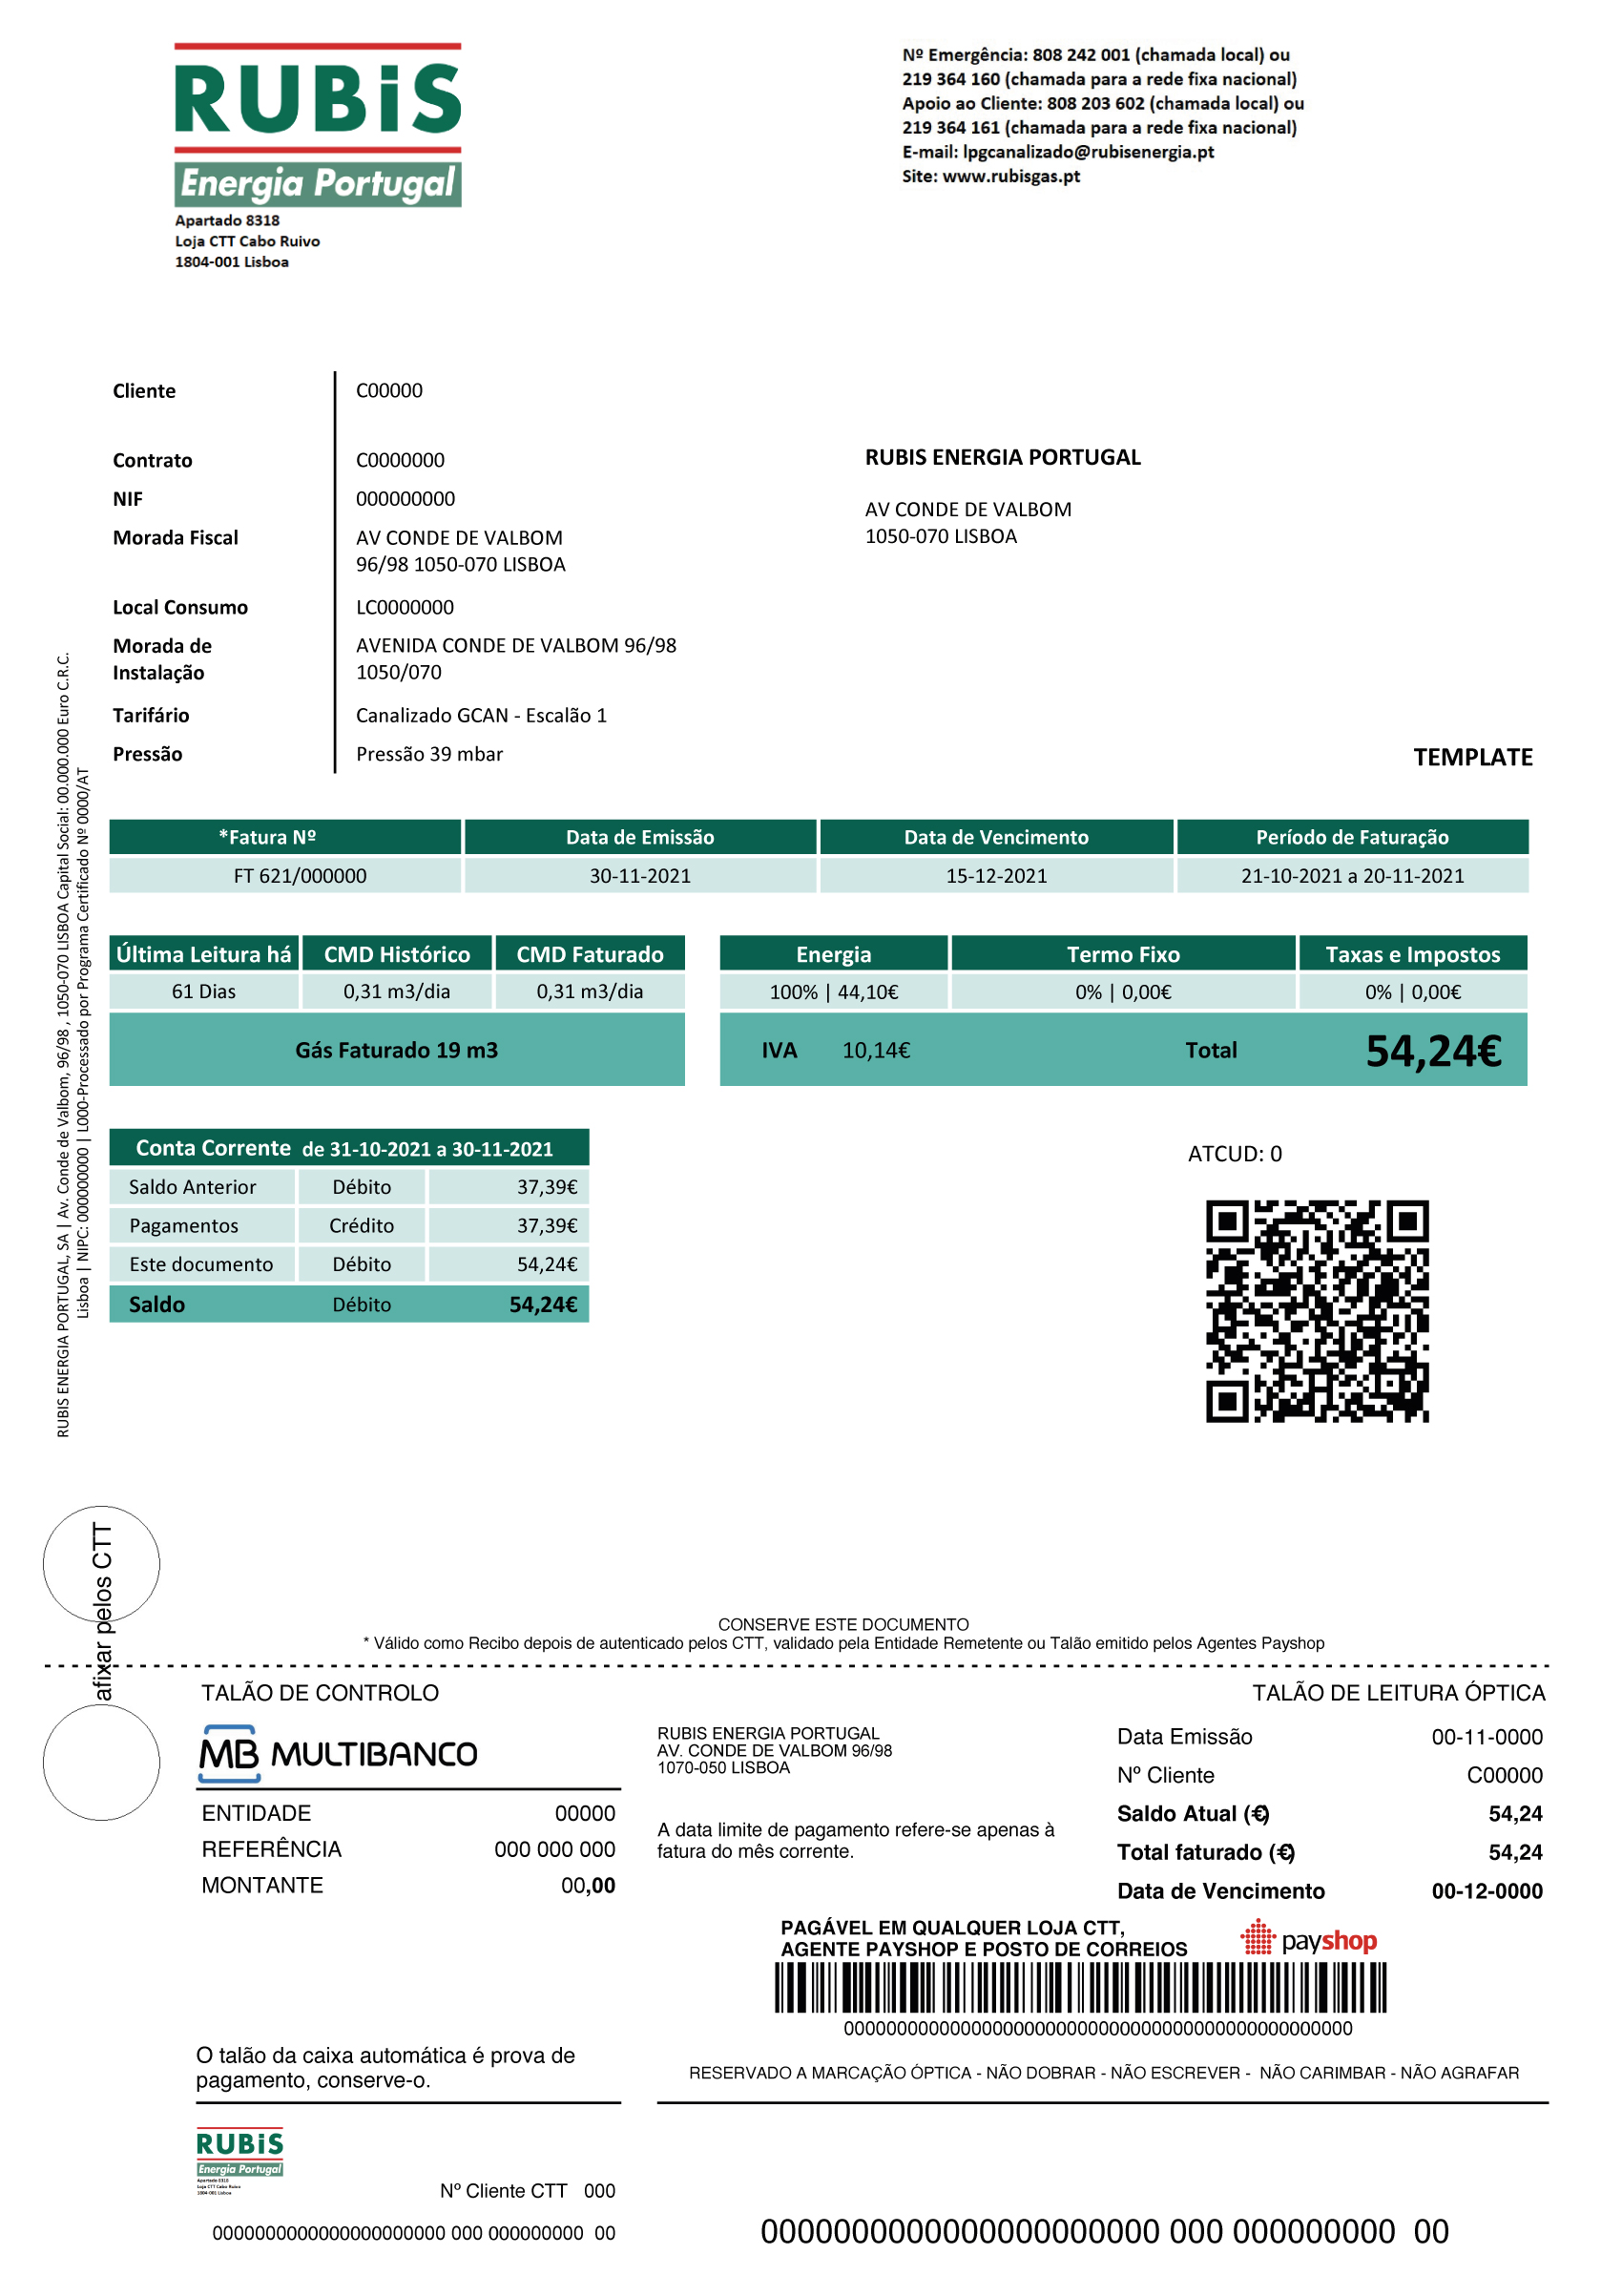 RUBiS
Energia Portugal
Apartado 8318
Loja CTT Cabo Ruivo
1804-001 Lisboa
Nº Emergência: 808 242 001 (chamada local) ou
219 364 160 (chamada para a rede fixa nacional)
Apoio ao Cliente: 808 203 602 (chamada local) ou
219 364 161 (chamada para a rede fixa nacional)
E-mail: lpgcanalizado@rubisenergia.pt
Site: www.rubisgas.pt
Cliente C00000
Contrato C0000000
NIF 000000000
Morada Fiscal AV CONDE DE VALBOM
96/98 1050-070 LISBOA
Local Consumo LC0000000
Morada de AVENIDA CONDE DE VALBOM 96/98
Instalação 1050/070
Tarifário Canalizado GCAN - Escalão 1
Pressão Pressão 39 mbar
RUBIS ENERGIA PORTUGAL
AV CONDE DE VALBOM
1050-070 LISBOA
TEMPLATE
*Fatura Nº Data de Emissão Data de Vencimento Período de Faturação
FT 621/000000 30-11-2021 15-12-2021 21-10-2021 a 20-11-2021
Última Leitura há CMD Histórico CMD Faturado
61 Dias 0,31 m3/dia 0,31 m3/dia
Gás Faturado 19 m3
Energia Termo Fixo Taxas e Impostos
100% | 44,10€ 0% | 0,00€ 0% | 0,00€
IVA 10,14€ Total 54,24€
Conta Corrente de 31-10-2021 a 30-11-2021
Saldo Anterior Débito 37,39€
Pagamentos Crédito 37,39€
Este documento Débito 54,24€
Saldo Débito 54,24€
ATCUD: 0
RUBIS ENERGIA PORTUGAL, SA | Av. Conde de Valbom, 96/98 , 1050-070 LISBOA Capital Social: 00.000.000 Euro C.R.C.
Lisboa | NIPC: 000000000 | L000-Processado por Programa Certificado Nº 0000/AT
afixar pelos CTT
CONSERVE ESTE DOCUMENTO
* Válido como Recibo depois de autenticado pelos CTT, validado pela Entidade Remetente ou Talão emitido pelos Agentes Payshop
TALÃO DE CONTROLO
MB MULTIBANCO
ENTIDADE 00000
REFERÊNCIA 000 000 000
MONTANTE 00,00
O talão da caixa automática é prova de
pagamento, conserve-o.
RUBIS ENERGIA PORTUGAL
AV. CONDE DE VALBOM 96/98
1070-050 LISBOA
A data limite de pagamento refere-se apenas à
fatura do mês corrente.
TALÃO DE LEITURA ÓPTICA
Data Emissão 00-11-0000
Nº Cliente C00000
Saldo Atual (€) 54,24
Total faturado (€) 54,24
Data de Vencimento 00-12-0000
PAGÁVEL EM QUALQUER LOJA CTT,
AGENTE PAYSHOP E POSTO DE CORREIOS
payshop
00000000000000000000000000000000000000000000000000
RESERVADO A MARCAÇÃO ÓPTICA - NÃO DOBRAR - NÃO ESCREVER - NÃO CARIMBAR - NÃO AGRAFAR
RUBiS
Energia Portugal
Apartado 8318
Loja CTT Cabo Ruivo
1804-001 Lisboa
Nº Cliente CTT 000
0000000000000000000000 000 000000000 00
0000000000000000000000 000 000000000 00